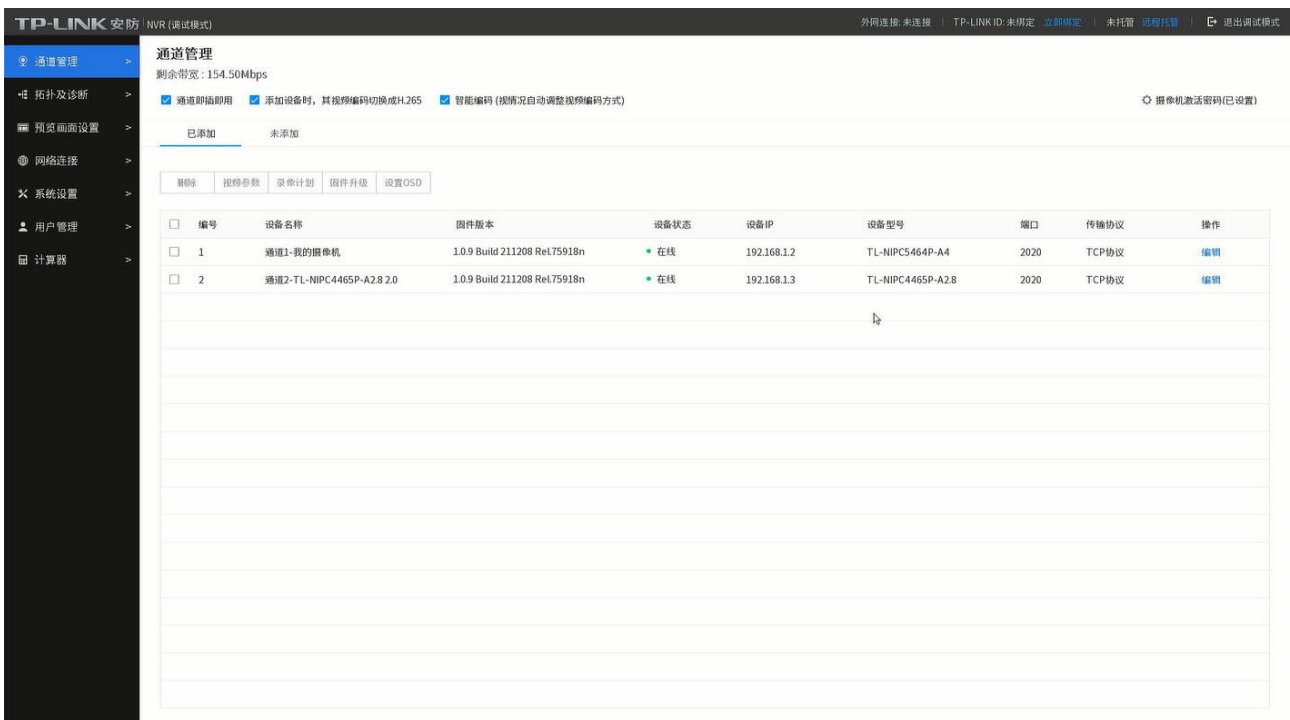 TP-LINK 安防 NVR (调试模式) 外网连接: 未连接 | TP-LINK ID: 未绑定 立即绑定 | 未托管 远程托管 | 退出调试模式
通道管理 >
拓扑及诊断 >
预览画面设置 >
网络连接 >
系统设置 >
用户管理 >
计算器 >
通道管理
剩余带宽 : 154.50Mbps
通道即插即用 添加设备时，其视频编码切换成H.265 智能编码 (视情况自动调整视频编码方式) 摄像机激活密码(已设置)
已添加 未添加
删除 视频参数 录像计划 固件升级 设置OSD
编号 设备名称 固件版本 设备状态 设备IP 设备型号 端口 传输协议 操作
1 通道1-我的摄像机 1.0.9 Build 211208 Rel.75918n 在线 192.168.1.2 TL-NIPC5464P-A4 2020 TCP协议 编辑
2 通道2-TL-NIPC4465P-A2.8 2.0 1.0.9 Build 211208 Rel.75918n 在线 192.168.1.3 TL-NIPC4465P-A2.8 2020 TCP协议 编辑